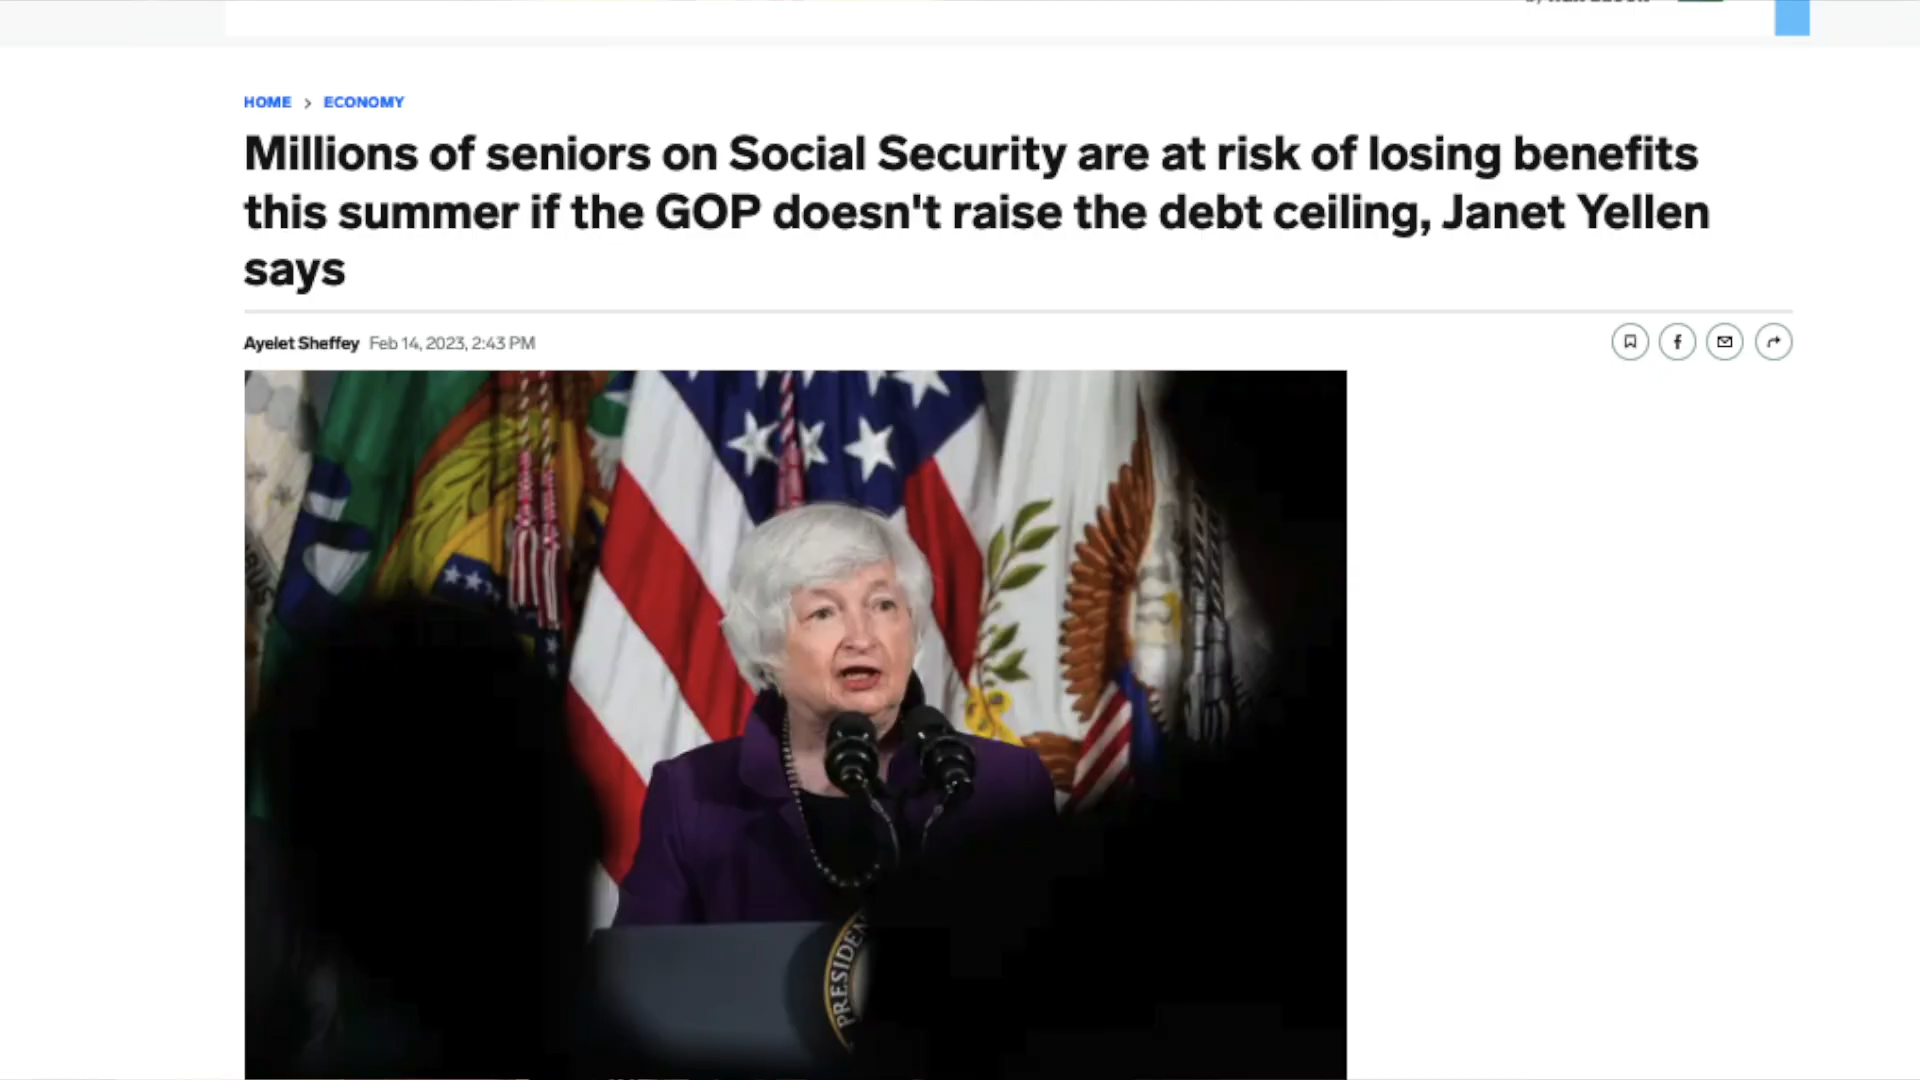 HOME > ECONOMY
Millions of seniors on Social Security are at risk of losing benefits
this summer if the GOP doesn't raise the debt ceiling, Janet Yellen
says
Ayelet Sheffey Feb 14, 2023, 2:43 PM
f
PRESIDEN